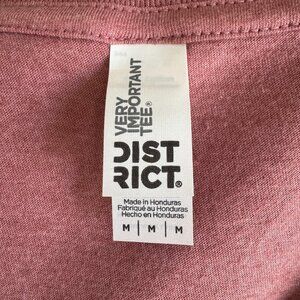 VERY
IMPORTANT
TEE®
DIST
RICT®
Made in Honduras
Fabriqué au Honduras
Hecho en Honduras
M M M